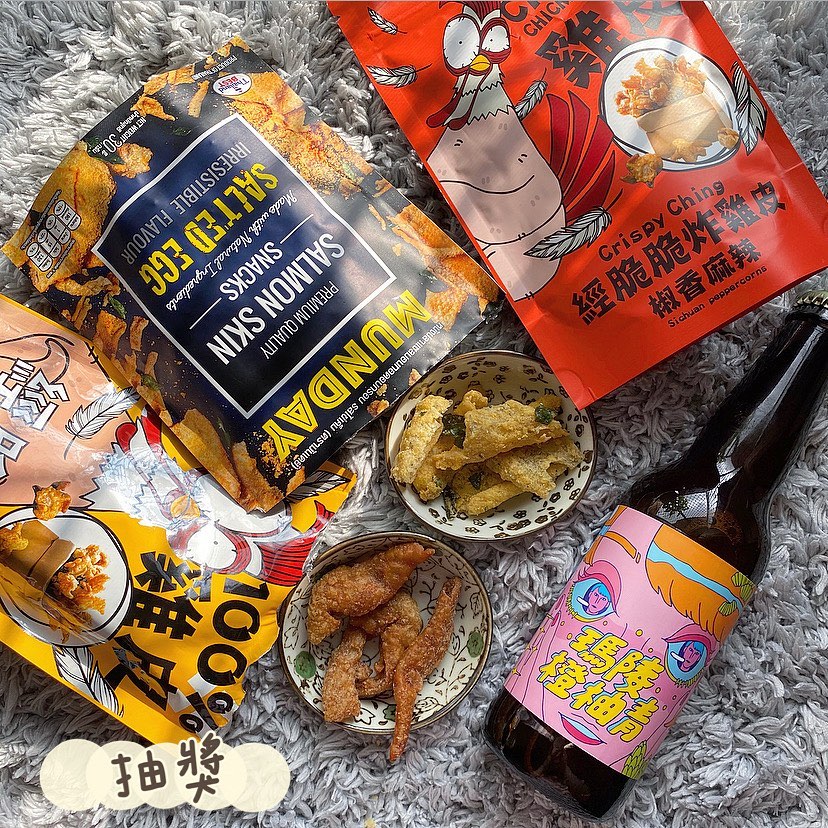 雞皮
Crispy Ching
經脆脆炸雞皮
椒香麻辣
Sichuan peppercorns
MUNDAY
PREMIUM QUALITY
SALMON SKIN
SNACKS
Made with Natural Ingredients
SALTED EGG
IRRESISTIBLE FLAVOUR
100%
雞皮
瑪陵
橙柚青
抽獎